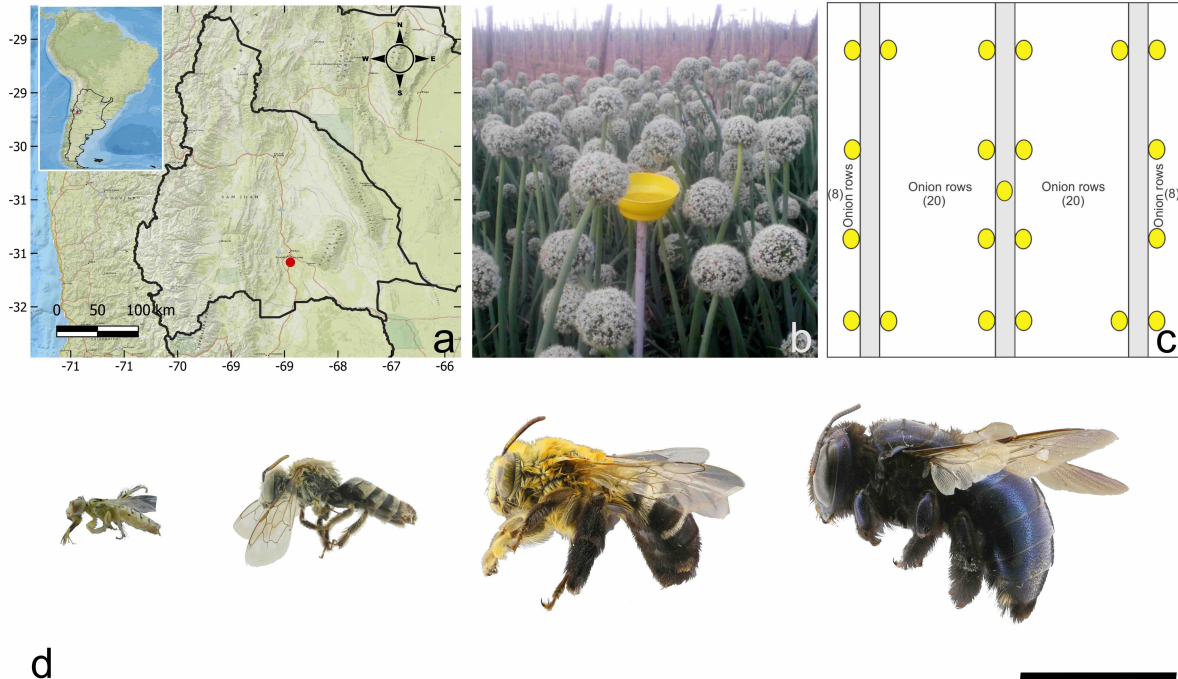 -29
-29
-30
-31
-31
-32
N
W E
S
SAN JUAN
0 50 100 km
-71 -71 -70 -69 -69 -68 -67 -67 -66
a
b
(8) Onion rows
Onion rows
(20)
Onion rows
(20)
Onion rows (8)
c
d